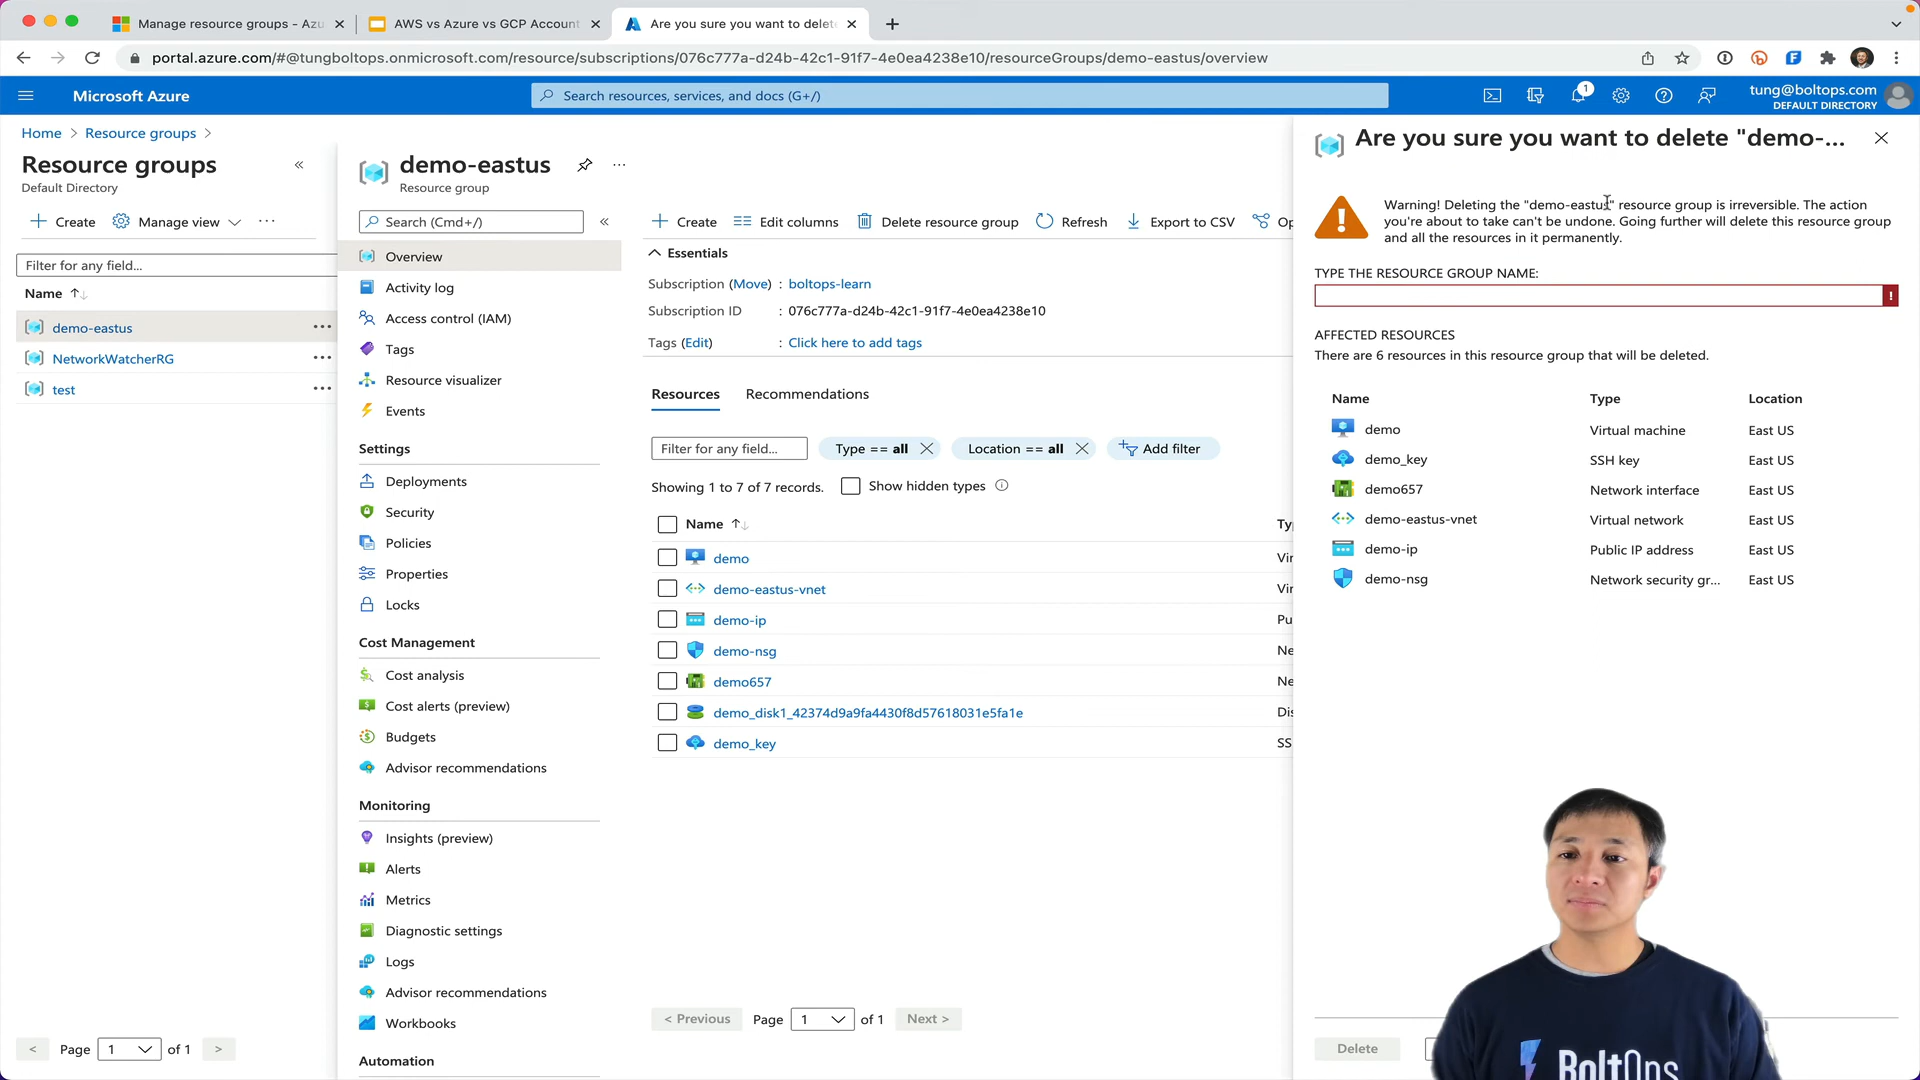 Manage resource groups - Azu
AWS vs Azure vs GCP Account
Are you sure you want to delet
portal.azure.com/#@tungboltops.onmicrosoft.com/resource/subscriptions/076c777a-d24b-42c1-91f7-4e0ea4238e10/resourceGroups/demo-eastus/overview
Microsoft Azure
Search resources, services, and docs (G+/)
1
tung@boltops.com
DEFAULT DIRECTORY
Home > Resource groups >
Resource groups
Default Directory
Create
Manage view
Filter for any field...
Name
demo-eastus
NetworkWatcherRG
test
< Page 1 of 1 >
demo-eastus
Resource group
Search (Cmd+/)
Overview
Activity log
Access control (IAM)
Tags
Resource visualizer
Events
Settings
Deployments
Security
Policies
Properties
Locks
Cost Management
Cost analysis
Cost alerts (preview)
Budgets
Advisor recommendations
Monitoring
Insights (preview)
Alerts
Metrics
Diagnostic settings
Logs
Advisor recommendations
Workbooks
Automation
Create
Edit columns
Delete resource group
Refresh
Export to CSV
Op
Essentials
Subscription (Move) : boltops-learn
Subscription ID : 076c777a-d24b-42c1-91f7-4e0ea4238e10
Tags (Edit) : Click here to add tags
Resources Recommendations
Filter for any field...
Type == all
Location == all
Add filter
Showing 1 to 7 of 7 records.
Show hidden types
Name Ty
demo Vir
demo-eastus-vnet Vir
demo-ip Pu
demo-nsg Ne
demo657 Ne
demo_disk1_42374d9a9fa4430f8d57618031e5fa1e Dis
demo_key SS
< Previous Page 1 of 1 Next >
Are you sure you want to delete "demo-...
Warning! Deleting the "demo-eastus" resource group is irreversible. The action
you're about to take can't be undone. Going further will delete this resource group
and all the resources in it permanently.
TYPE THE RESOURCE GROUP NAME:
AFFECTED RESOURCES
There are 6 resources in this resource group that will be deleted.
Name Type Location
demo Virtual machine East US
demo_key SSH key East US
demo657 Network interface East US
demo-eastus-vnet Virtual network East US
demo-ip Public IP address East US
demo-nsg Network security gr... East US
Delete
BoltOps